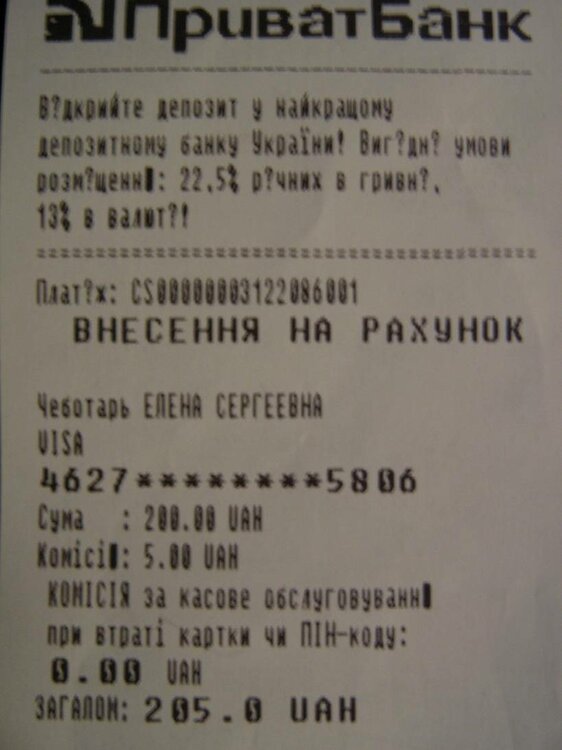 ПриватБанк
В?дкрийте депозит у найкращому
депозитному банку України! Виг?дн? умови
розм?щенн▮: 22,5% р?чних в гривн?,
13% в валют?!
Плат?ж: CS00000003122086001
ВНЕСЕННЯ НА РАХУНОК
Чеботарь ЕЛЕНА СЕРГЕЕВНА
VISA
4627********5806
Сума : 200.00 UAH
Комісі▮: 5.00 UAH
КОМІСІЯ за касове обслуговуванн▮
при втраті картки чи ПІН-коду:
0.00 UAH
ЗАГАЛОМ: 205.0 UAH